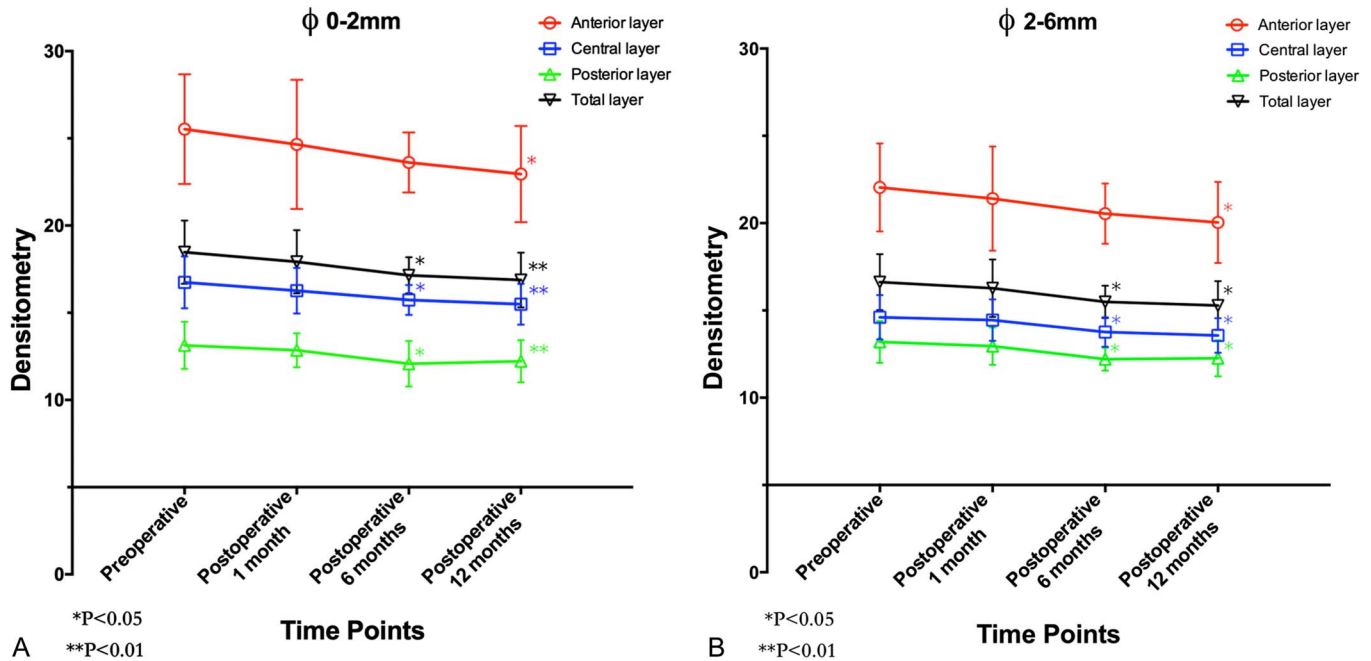 ϕ 0-2mm
Anterior layer
Central layer
Posterior layer
Total layer
30
20
10
0
Densitometry
*
*
**
*
**
*
**
Preoperative
Postoperative
1 month
Postoperative
6 months
Postoperative
12 months
Time Points
*P<0.05
**P<0.01
A
ϕ 2-6mm
Anterior layer
Central layer
Posterior layer
Total layer
30
20
10
0
Densitometry
*
*
*
*
*
*
*
Preoperative
Postoperative
1 month
Postoperative
6 months
Postoperative
12 months
Time Points
*P<0.05
**P<0.01
B